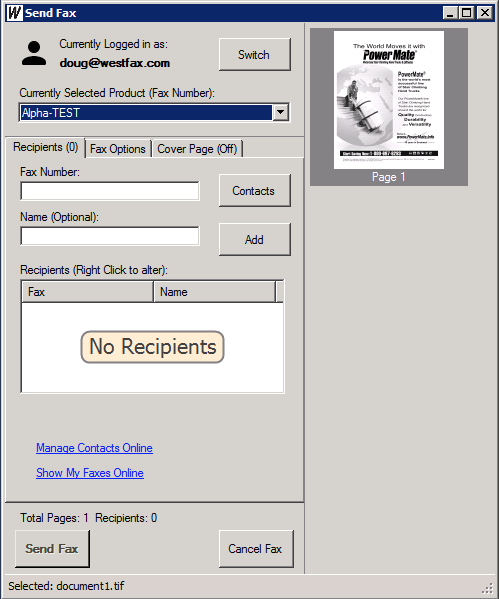 Send Fax
Currently Logged in as:
doug@westfax.com
Switch
Currently Selected Product (Fax Number):
Alpha-TEST
Recipients (0)
Fax Options
Cover Page (Off)
Fax Number:
Contacts
Name (Optional):
Add
Recipients (Right Click to alter):
Fax
Name
No Recipients
Manage Contacts Online
Show My Faxes Online
Total Pages: 1 Recipients: 0
Send Fax
Cancel Fax
Selected: document1.tif
The World Moves it with
PowerMate®
PowerMate®
is the world's most
successful line
of Stair Climbing
Hand Trucks.
Quality
Durability
Versatility
www.PowerMate.info
Page 1